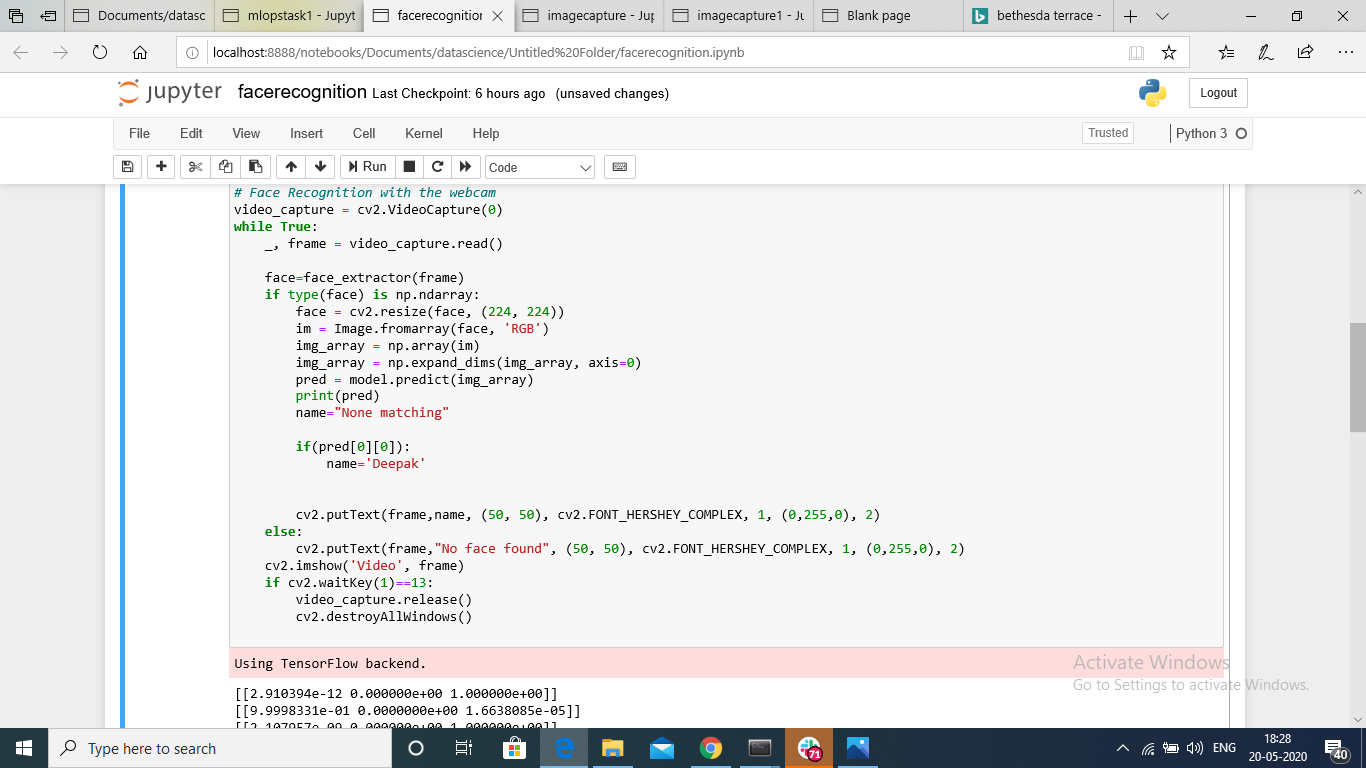 Documents/datasc
mlopstask1 - Jupyt
facerecognitior
imagecapture - Jup
imagecapture1 - Ju
Blank page
bethesda terrace -
localhost:8888/notebooks/Documents/datascience/Untitled%20Folder/facerecognition.ipynb
jupyter facerecognition Last Checkpoint: 6 hours ago (unsaved changes)
Logout
File Edit View Insert Cell Kernel Help
Trusted
Python 3
Run
Code
# Face Recognition with the webcam
video_capture = cv2.VideoCapture(0)
while True:
    _, frame = video_capture.read()
    face=face_extractor(frame)
    if type(face) is np.ndarray:
        face = cv2.resize(face, (224, 224))
        im = Image.fromarray(face, 'RGB')
        img_array = np.array(im)
        img_array = np.expand_dims(img_array, axis=0)
        pred = model.predict(img_array)
        print(pred)
        name="None matching"
        if(pred[0][0]):
            name='Deepak'
        cv2.putText(frame,name, (50, 50), cv2.FONT_HERSHEY_COMPLEX, 1, (0,255,0), 2)
    else:
        cv2.putText(frame,"No face found", (50, 50), cv2.FONT_HERSHEY_COMPLEX, 1, (0,255,0), 2)
    cv2.imshow('Video', frame)
    if cv2.waitKey(1)==13:
        video_capture.release()
        cv2.destroyAllWindows()
Using TensorFlow backend.
[[2.910394e-12 0.000000e+00 1.000000e+00]]
[[9.9998331e-01 0.0000000e+00 1.6638085e-05]]
Activate Windows
Go to Settings to activate Windows.
Type here to search
71
ENG
18:28
20-05-2020
40